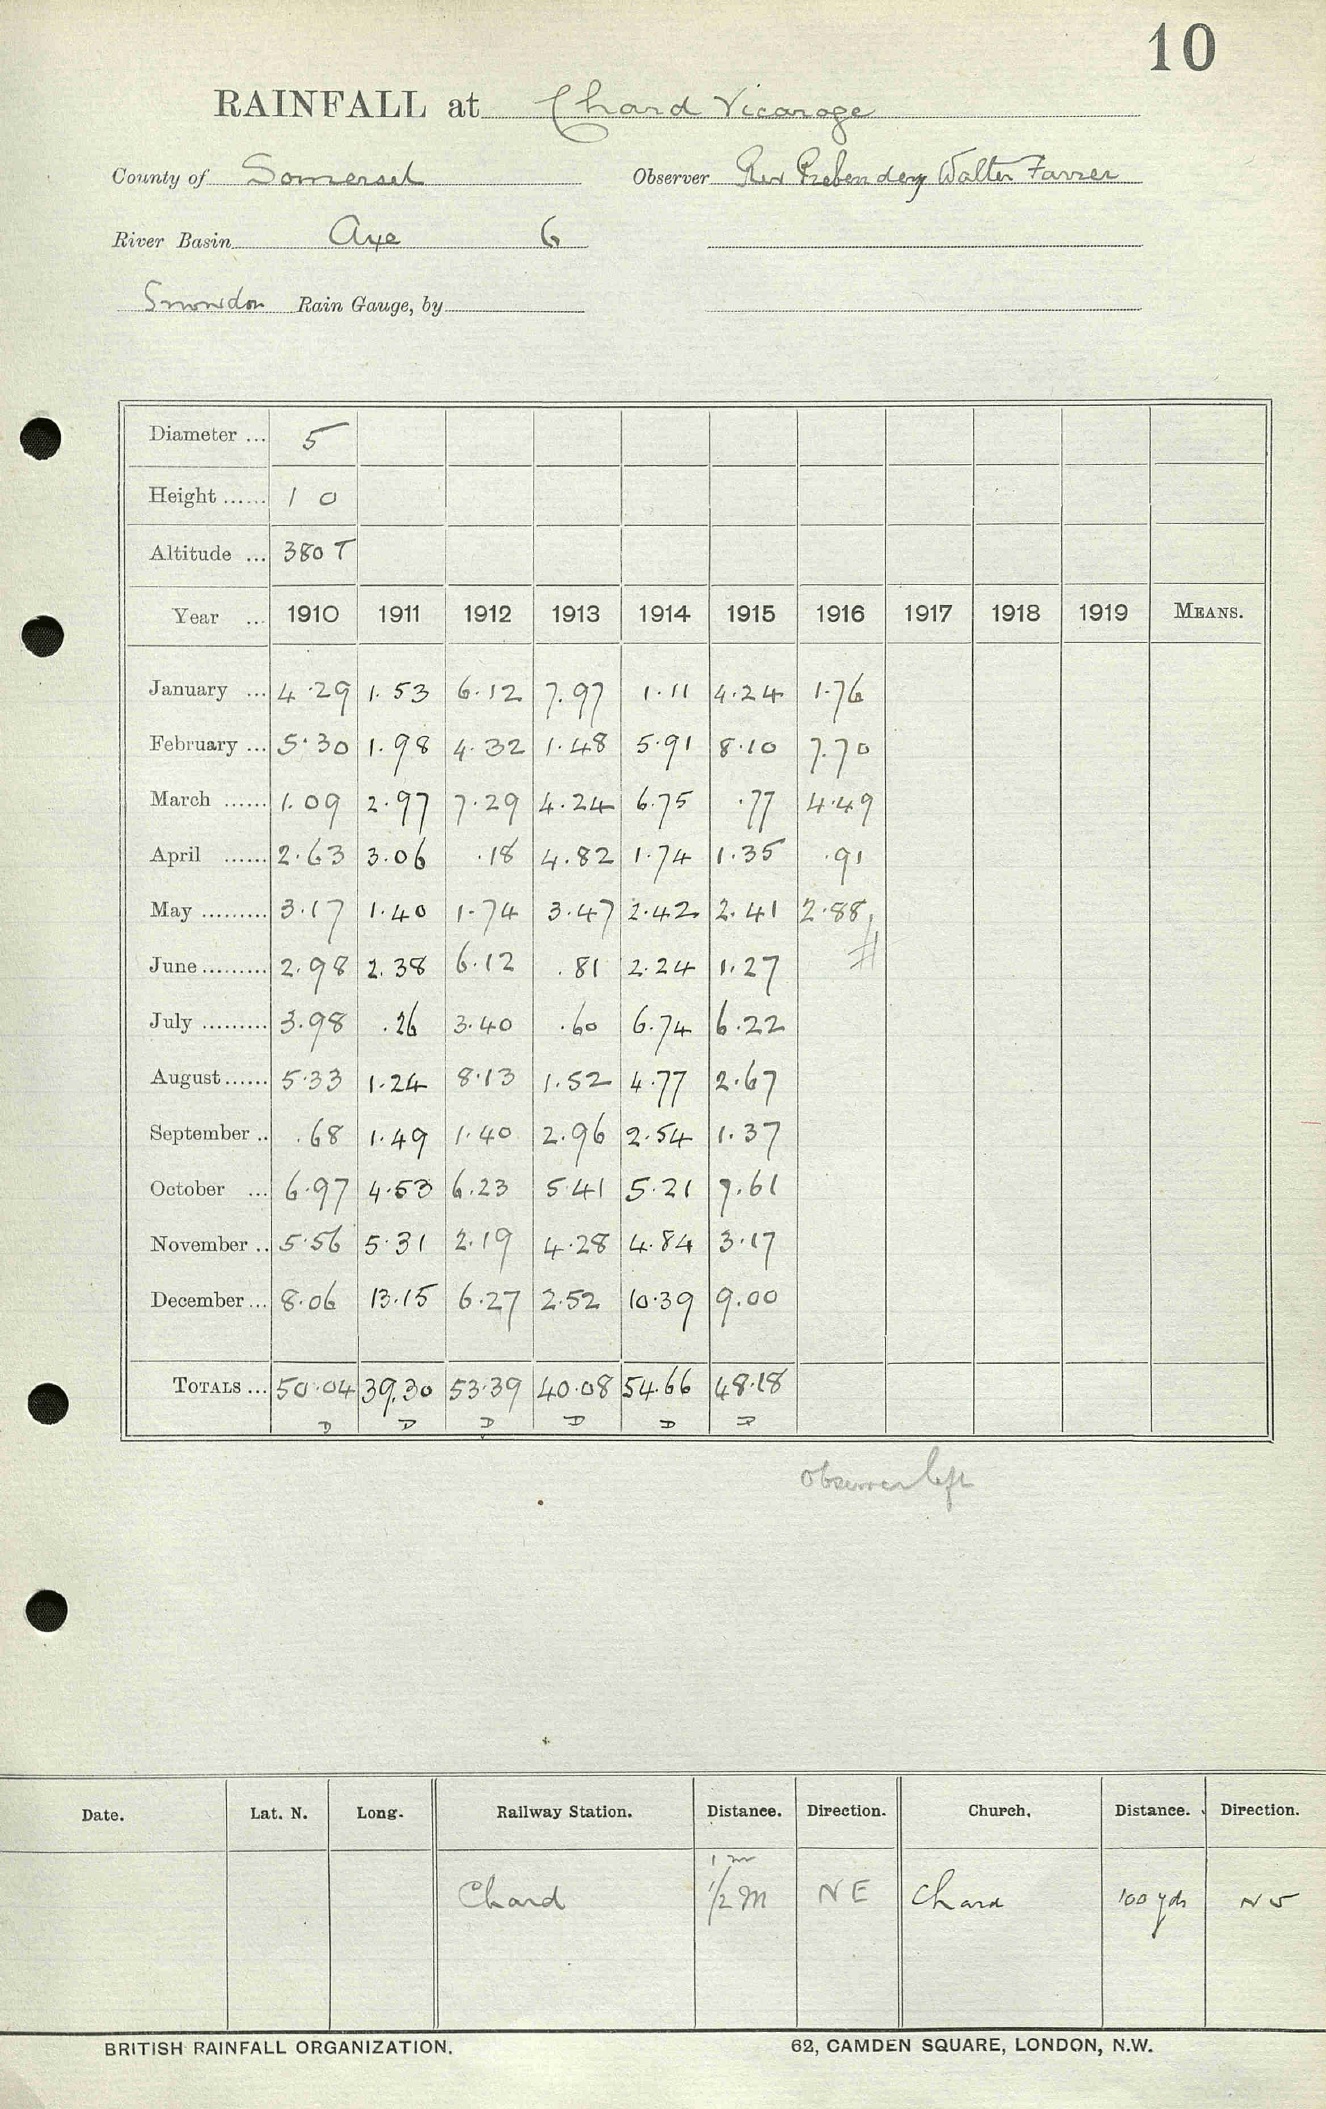 10
RAINFALL at Chard Vicarage
County of Somerset Observer Rev Prebendary Walter Farrer
River Basin Axe 6
Snowdon Rain Gauge, by
Diameter ... 5
Height ...... 1 0
Altitude ... 380 T
Year ... 1910 1911 1912 1913 1914 1915 1916 1917 1918 1919 MEANS.
January ... 4.29 1.53 6.12 7.97 1.11 4.24 1.76
February ... 5.30 1.98 4.32 1.48 5.91 8.10 7.70
March ...... 1.09 2.97 7.29 4.24 6.75 .77 4.49
April ...... 2.63 3.06 .18 4.82 1.74 1.35 .91
May ......... 3.17 1.40 1.74 3.47 2.42 2.41 2.88
June ......... 2.98 2.38 6.12 .81 2.24 1.27
July ......... 3.98 .26 3.40 .60 6.74 6.22
August ...... 5.33 1.24 8.13 1.52 4.77 2.67
September .. .68 1.49 1.40 2.96 2.54 1.37
October ... 6.97 4.53 6.23 5.41 5.21 7.61
November .. 5.56 5.31 2.19 4.28 4.84 3.17
December ... 8.06 13.15 6.27 2.52 10.39 9.00
TOTALS ... 50.04 39.30 53.39 40.08 54.66 48.18
D D D D D D
Observer left
Date. Lat. N. Long. Railway Station. Distance. Direction. Church. Distance. Direction.
1 m
Chard 1/2 M NE Chard 100 yds
BRITISH RAINFALL ORGANIZATION. 62, CAMDEN SQUARE, LONDON, N.W.